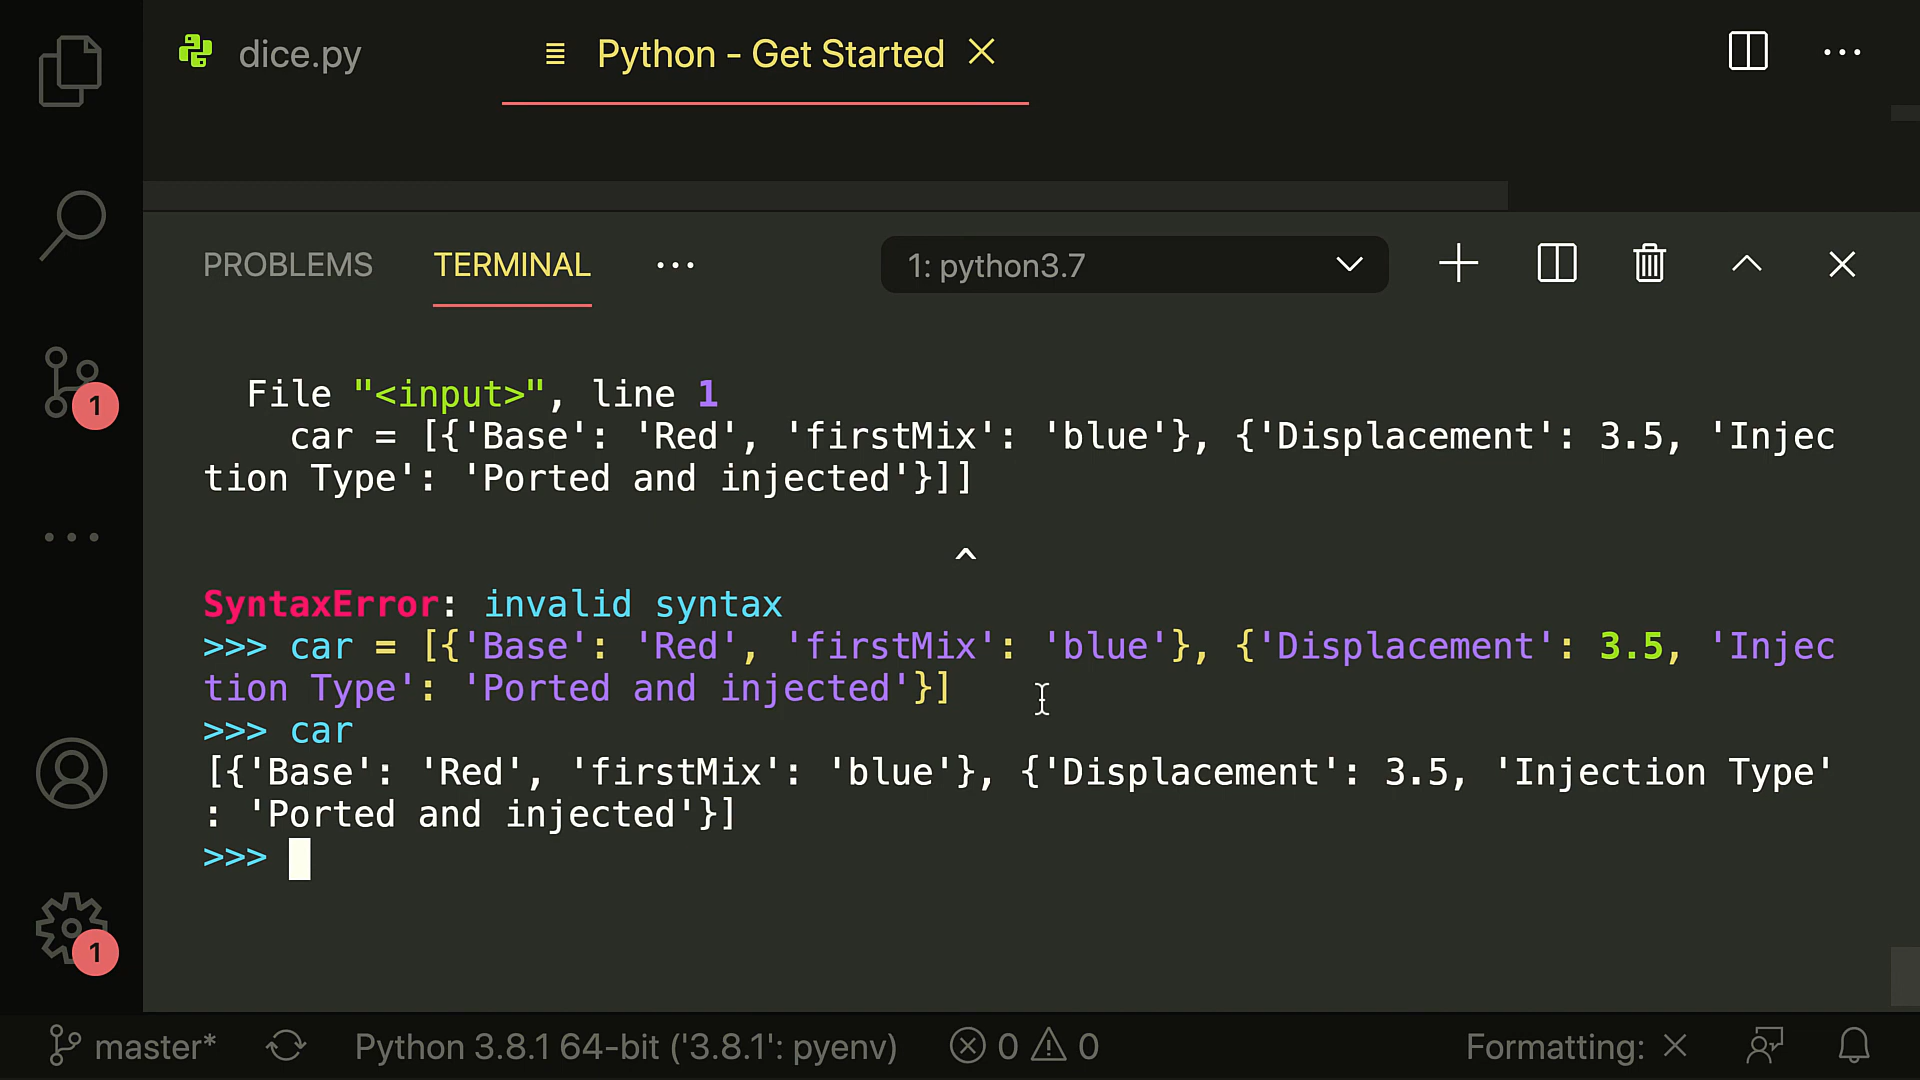 dice.py
Python - Get Started
PROBLEMS
TERMINAL
1: python3.7
File "<input>", line 1
car = [{'Base': 'Red', 'firstMix': 'blue'}, {'Displacement': 3.5, 'Injec
tion Type': 'Ported and injected'}]]
^
SyntaxError: invalid syntax
>>> car = [{'Base': 'Red', 'firstMix': 'blue'}, {'Displacement': 3.5, 'Injec
tion Type': 'Ported and injected'}]
>>> car
[{'Base': 'Red', 'firstMix': 'blue'}, {'Displacement': 3.5, 'Injection Type'
: 'Ported and injected'}]
>>>
1
1
master* Python 3.8.1 64-bit ('3.8.1': pyenv) 0 0 Formatting: